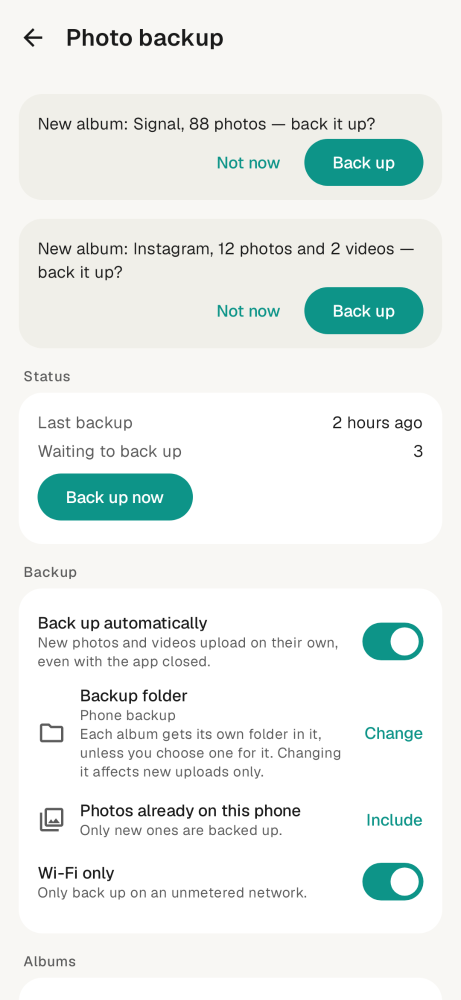 Photo backup
New album: Signal, 88 photos — back it up?
Not now
Back up
New album: Instagram, 12 photos and 2 videos —
back it up?
Not now
Back up
Status
Last backup
2 hours ago
Waiting to back up
3
Back up now
Backup
Back up automatically
New photos and videos upload on their own,
even with the app closed.
Backup folder
Phone backup
Each album gets its own folder in it,
unless you choose one for it. Changing
it affects new uploads only.
Change
Photos already on this phone
Only new ones are backed up.
Include
Wi-Fi only
Only back up on an unmetered network.
Albums